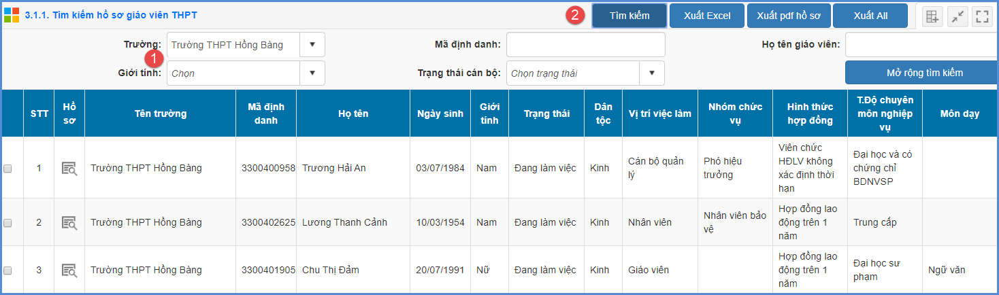 3.1.1. Tìm kiếm hồ sơ giáo viên THPT
2
Tìm kiếm
Xuất Excel
Xuất pdf hồ sơ
Xuất All
Trường:
Trường THPT Hồng Bàng
Mã định danh:
Họ tên giáo viên:
1
Giới tính:
Chọn
Trạng thái cán bộ:
Chọn trạng thái
Mở rộng tìm kiếm
STT
Hồ
sơ
Tên trường
Mã định
danh
Họ tên
Ngày sinh
Giới
tính
Trạng thái
Dân
tộc
Vị trí việc làm
Nhóm chức
vụ
Hình thức
hợp đồng
T.Độ chuyên
môn nghiệp
vụ
Môn dạy
1
Trường THPT Hồng Bàng
3300400958
Trương Hải An
03/07/1984
Nam
Đang làm việc
Kinh
Cán bộ quản
lý
Phó hiệu
trưởng
Viên chức
HĐLV không
xác định thời
hạn
Đại học và có
chứng chỉ
BDNVSP
2
Trường THPT Hồng Bàng
3300402625
Lương Thanh Cảnh
10/03/1954
Nam
Đang làm việc
Kinh
Nhân viên
Nhân viên bảo
vệ
Hợp đồng lao
động trên 1
năm
Trung cấp
3
Trường THPT Hồng Bàng
3300401905
Chu Thị Đảm
20/07/1991
Nữ
Đang làm việc
Kinh
Giáo viên
Hợp đồng lao
động trên 1
năm
Đại học sư
phạm
Ngữ văn